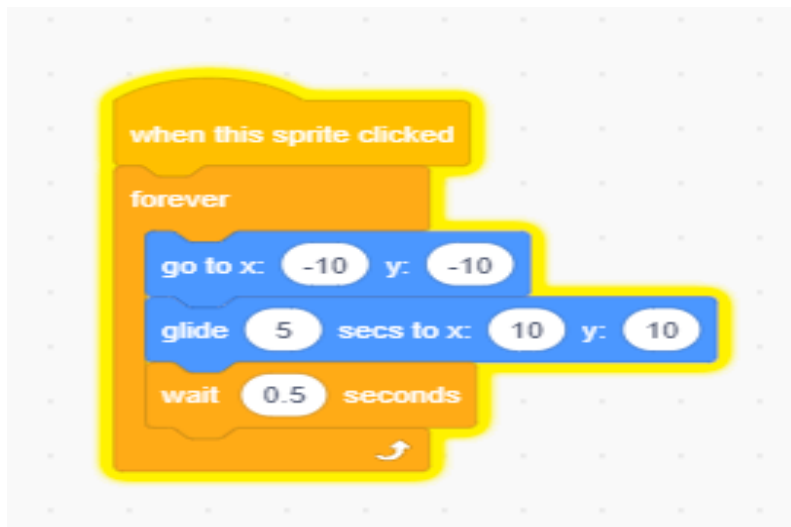 when this sprite clicked
forever
go to x: -10 y: -10
glide 5 secs to x: 10 y: 10
wait 0.5 seconds